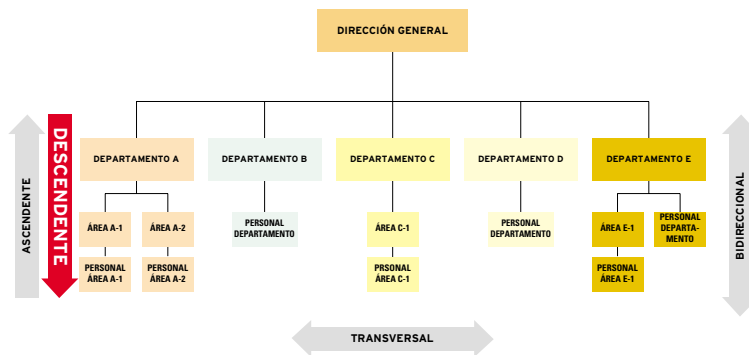 DIRECCIÓN GENERAL
ASCENDENTE
DESCENDENTE
DEPARTAMENTO A
DEPARTAMENTO B
DEPARTAMENTO C
DEPARTAMENTO D
DEPARTAMENTO E
BIDIRECCIONAL
ÁREA A-1
ÁREA A-2
PERSONAL
DEPARTAMENTO
ÁREA C-1
PERSONAL
DEPARTAMENTO
ÁREA E-1
PERSONAL
DEPARTA-
MENTO
PERSONAL
ÁREA A-1
PERSONAL
ÁREA A-2
PRSONAL
ÁREA C-1
PERSONAL
ÁREA E-1
TRANSVERSAL